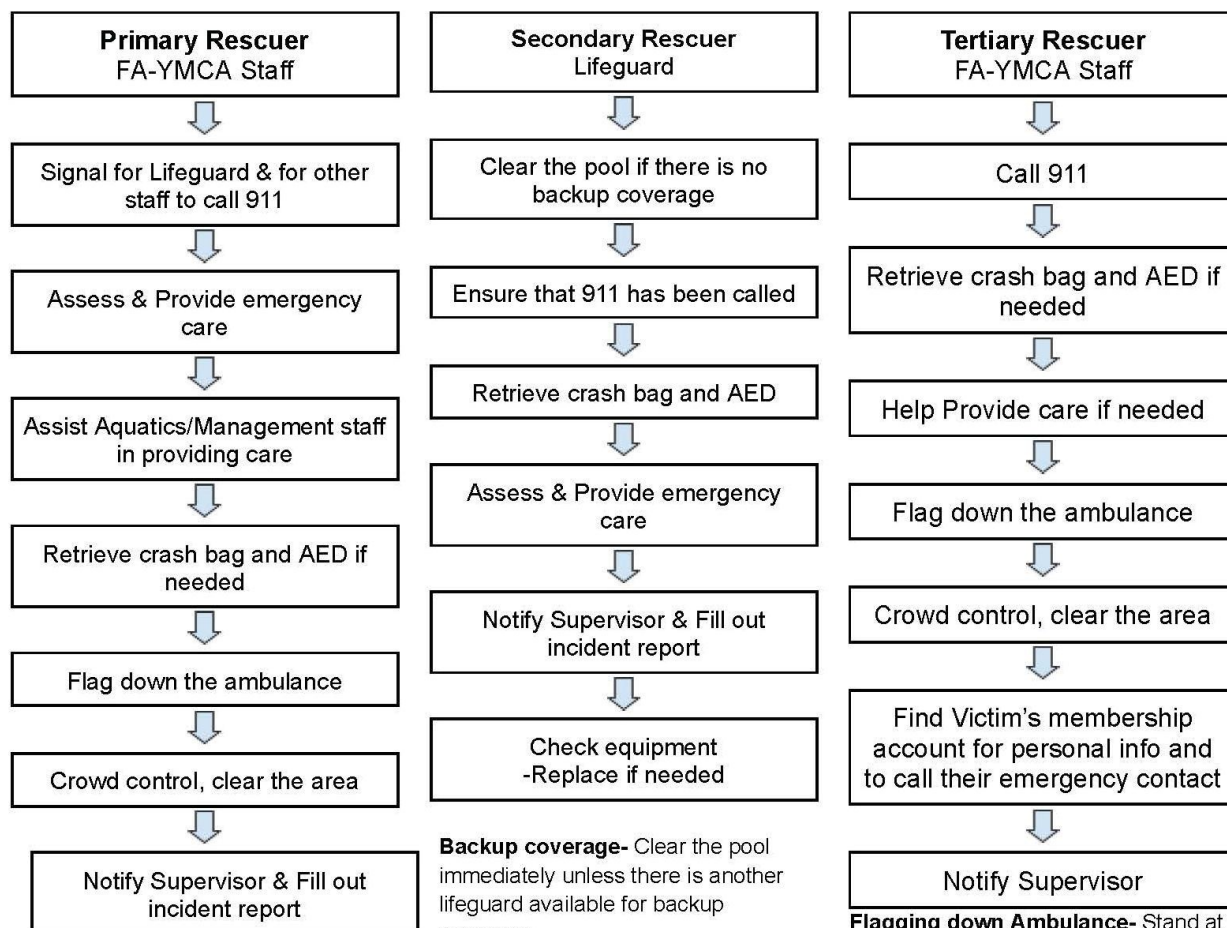 Primary Rescuer
FA-YMCA Staff
Signal for Lifeguard & for other
staff to call 911
Assess & Provide emergency
care
Assist Aquatics/Management staff
in providing care
Retrieve crash bag and AED if
needed
Flag down the ambulance
Crowd control, clear the area
Notify Supervisor & Fill out
incident report
Secondary Rescuer
Lifeguard
Clear the pool if there is no
backup coverage
Ensure that 911 has been called
Retrieve crash bag and AED
Assess & Provide emergency
care
Notify Supervisor & Fill out
incident report
Check equipment
-Replace if needed
Backup coverage- Clear the pool
immediately unless there is another
lifeguard available for backup
Tertiary Rescuer
FA-YMCA Staff
Call 911
Retrieve crash bag and AED if
needed
Help Provide care if needed
Flag down the ambulance
Crowd control, clear the area
Find Victim's membership
account for personal info and
to call their emergency contact
Notify Supervisor
Flagging down Ambulance- Stand at